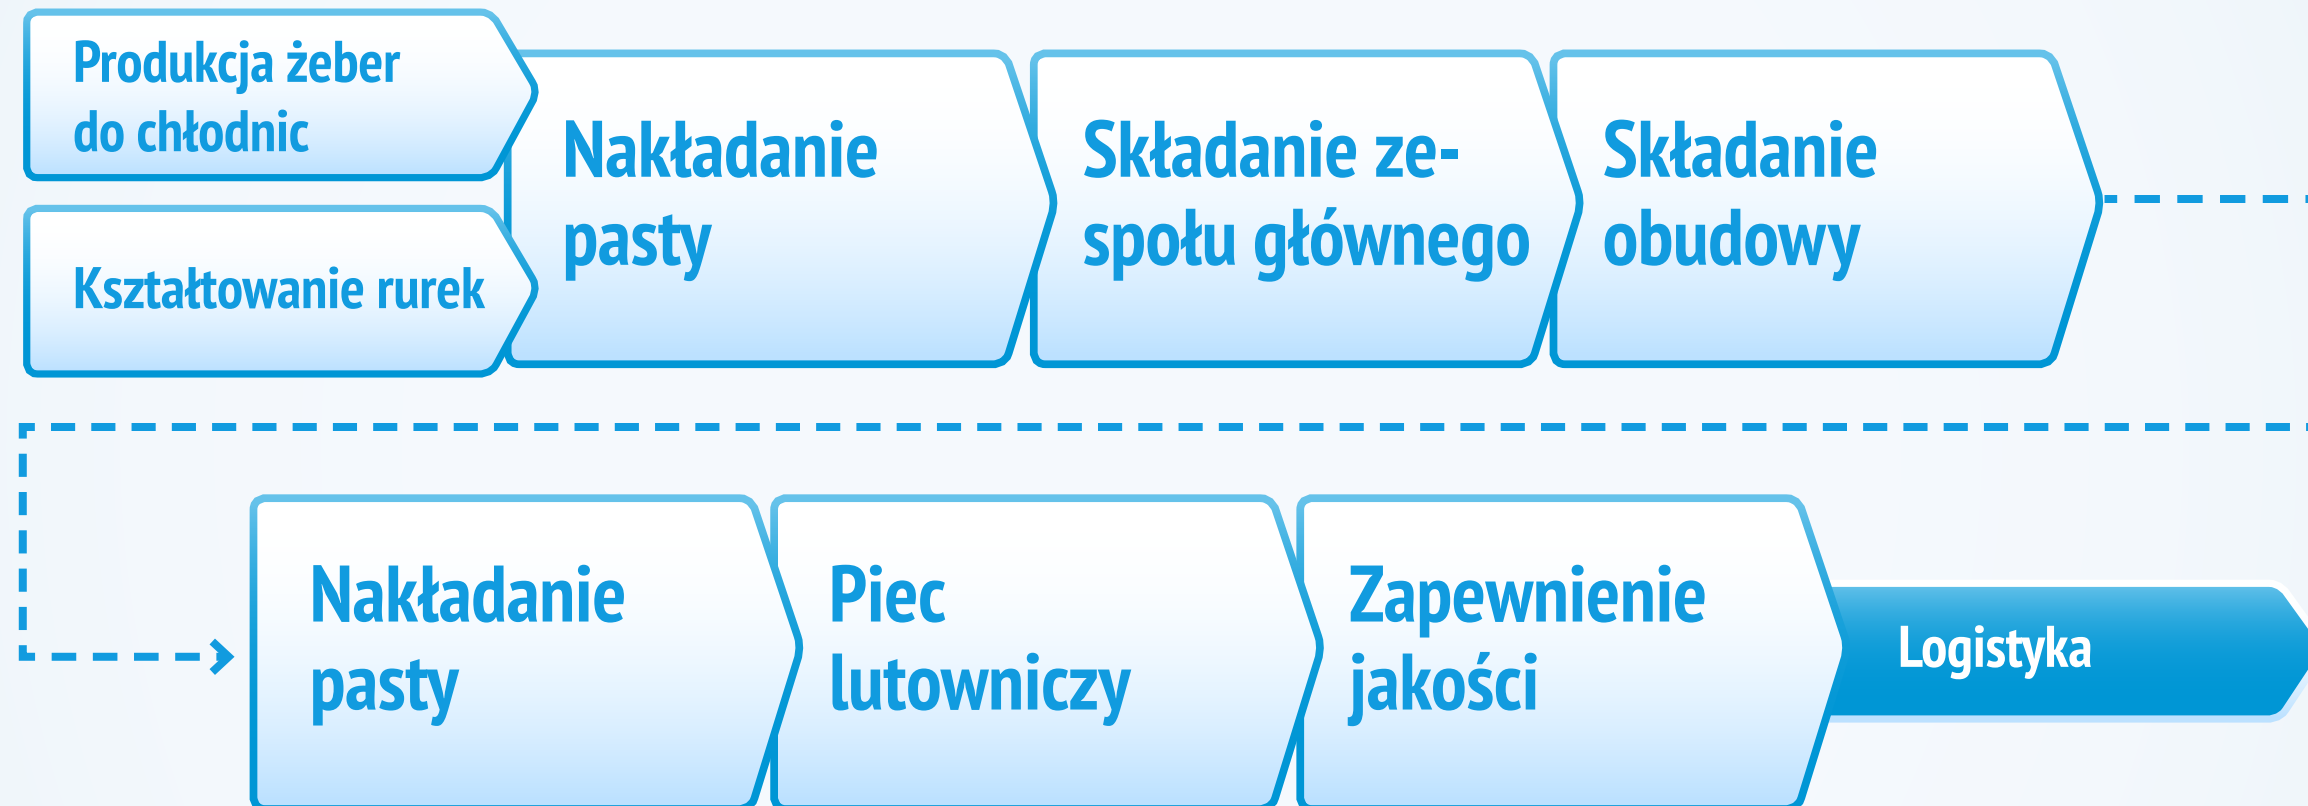 Produkcja żeber
do chłodnic
Kształtowanie rurek
Nakładanie
pasty
Składanie ze-
społu głównego
Składanie
obudowy
Nakładanie
pasty
Piec
lutowniczy
Zapewnienie
jakości
Logistyka